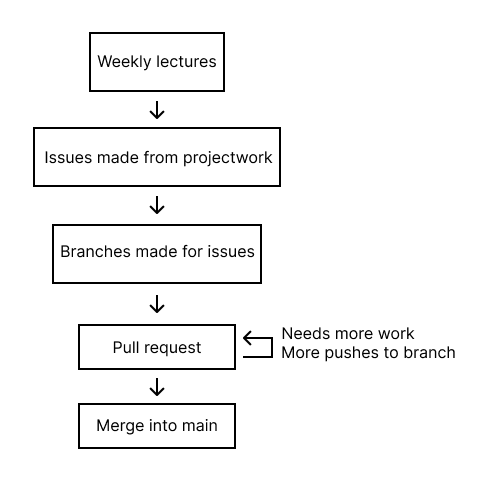 Weekly lectures
Issues made from projectwork
Branches made for issues
Pull request
Needs more work
More pushes to branch
Merge into main